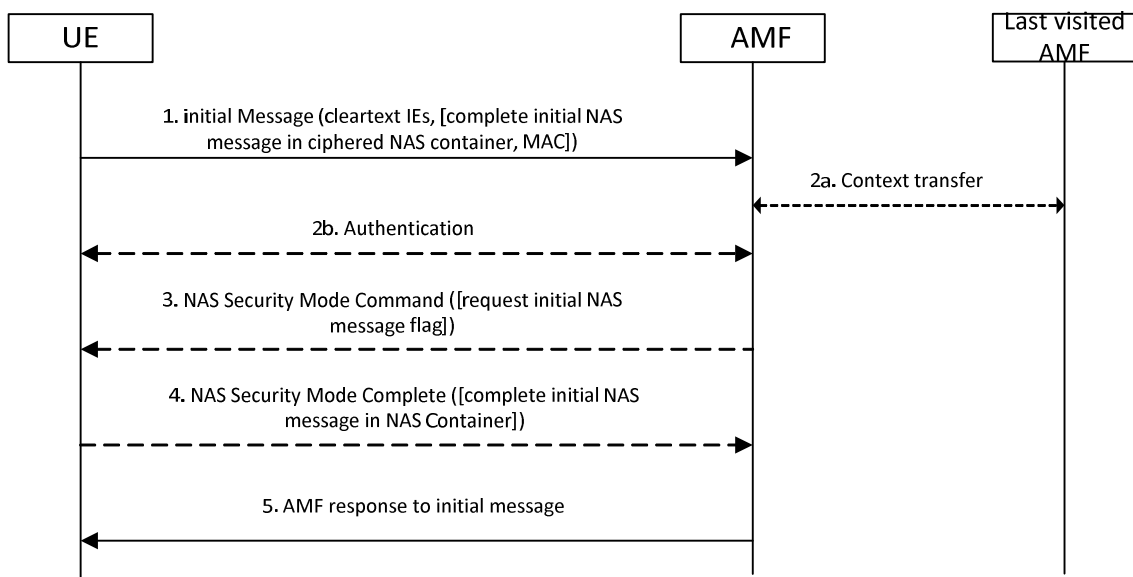 UE
AMF
Last visited
AMF
1. initial Message (cleartext IEs, [complete initial NAS
message in ciphered NAS container, MAC])
2a. Context transfer
2b. Authentication
3. NAS Security Mode Command ([request initial NAS
message flag])
4. NAS Security Mode Complete ([complete initial NAS
message in NAS Container])
5. AMF response to initial message